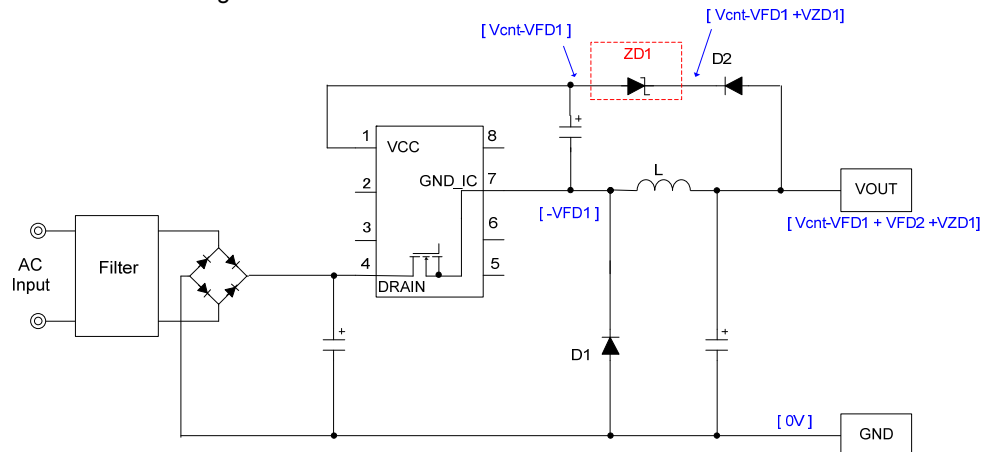 [ Vcnt-VFD1 +VZD1]
[ Vcnt-VFD1 ]
ZD1
D2
+
1
VCC
8
2
GND_IC
7
L
VOUT
[ -VFD1 ]
[ Vcnt-VFD1 + VFD2 +VZD1]
3
6
AC
Input
Filter
4
DRAIN
5
+
D1
+
[ 0V ]
GND